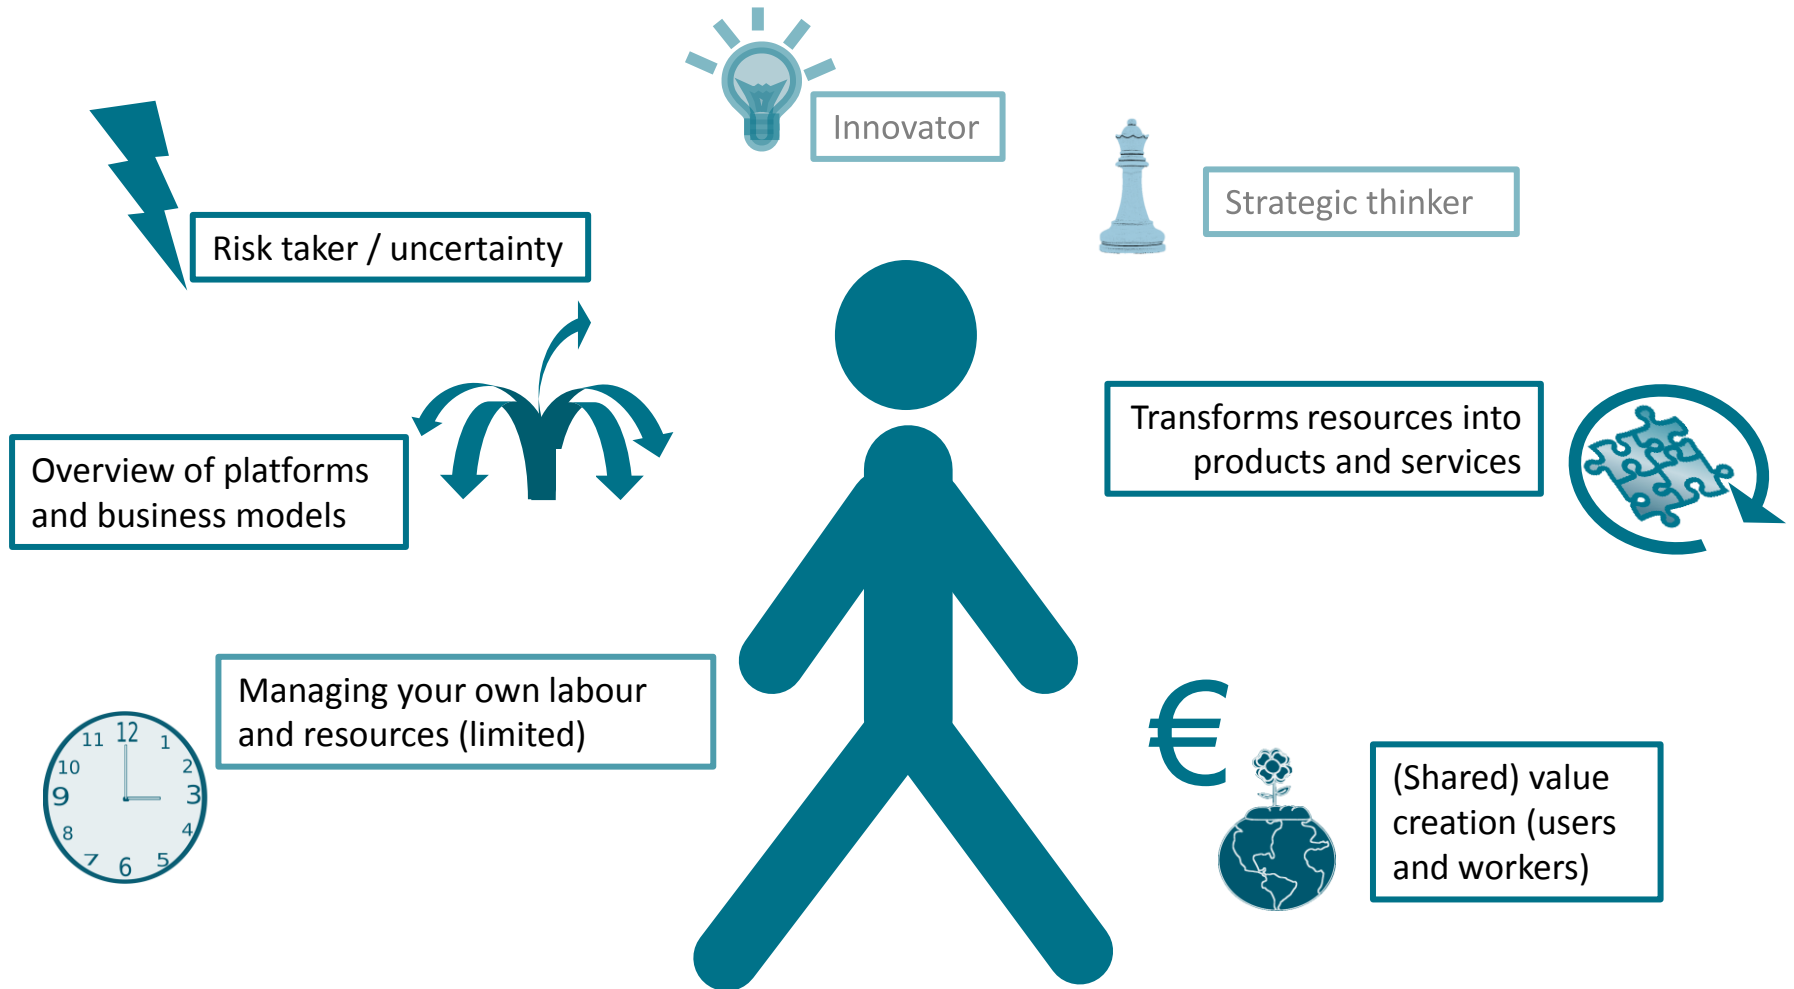 Innovator
Strategic thinker
Risk taker / uncertainty
Transforms resources into
products and services
Overview of platforms
and business models
Managing your own labour
and resources (limited)
12
11
1
10
2
9
3
8
4
7
5
6
€
(Shared) value
creation (users
and workers)